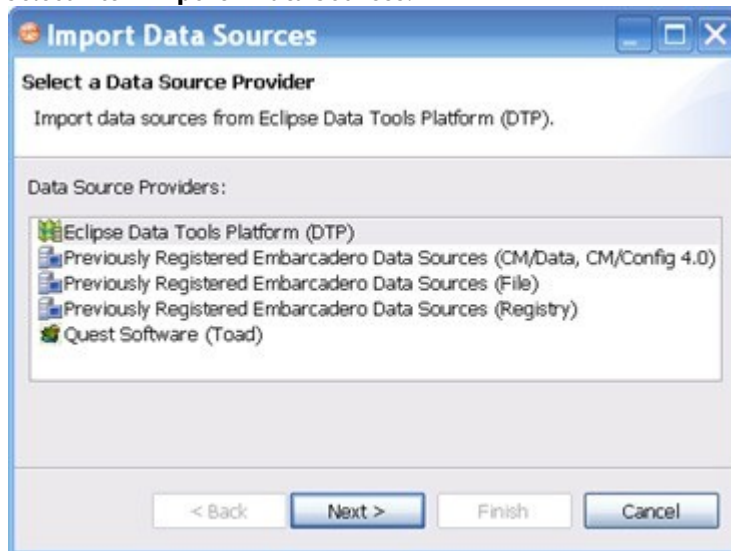 Import Data Sources
Select a Data Source Provider
Import data sources from Eclipse Data Tools Platform (DTP).
Data Source Providers:
Eclipse Data Tools Platform (DTP)
Previously Registered Embarcadero Data Sources (CM/Data, CM/Config 4.0)
Previously Registered Embarcadero Data Sources (File)
Previously Registered Embarcadero Data Sources (Registry)
Quest Software (Toad)
< Back Next > Finish Cancel